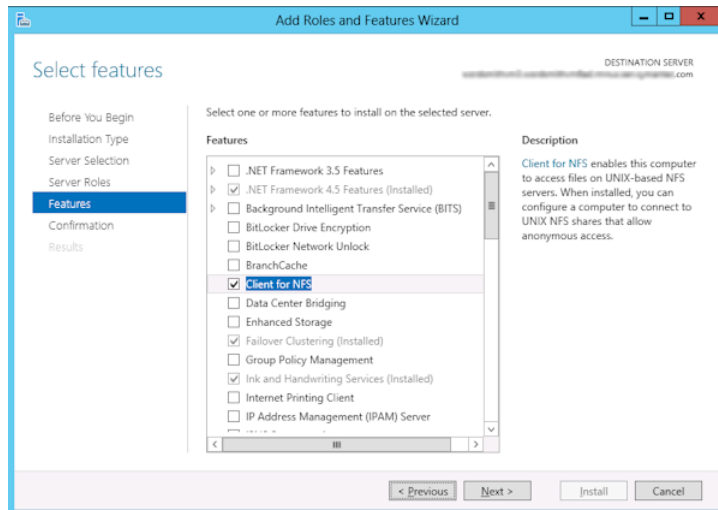 Add Roles and Features Wizard
Select features
DESTINATION SERVER
.com
Before You Begin
Installation Type
Server Selection
Server Roles
Features
Confirmation
Results
Select one or more features to install on the selected server.
Features
.NET Framework 3.5 Features
.NET Framework 4.5 Features (Installed)
Background Intelligent Transfer Service (BITS)
BitLocker Drive Encryption
BitLocker Network Unlock
BranchCache
Client for NFS
Data Center Bridging
Enhanced Storage
Failover Clustering (Installed)
Group Policy Management
Ink and Handwriting Services (Installed)
Internet Printing Client
IP Address Management (IPAM) Server
Description
Client for NFS enables this computer
to access files on UNIX-based NFS
servers. When installed, you can
configure a computer to connect to
UNIX NFS shares that allow
anonymous access.
< Previous
Next >
Install
Cancel